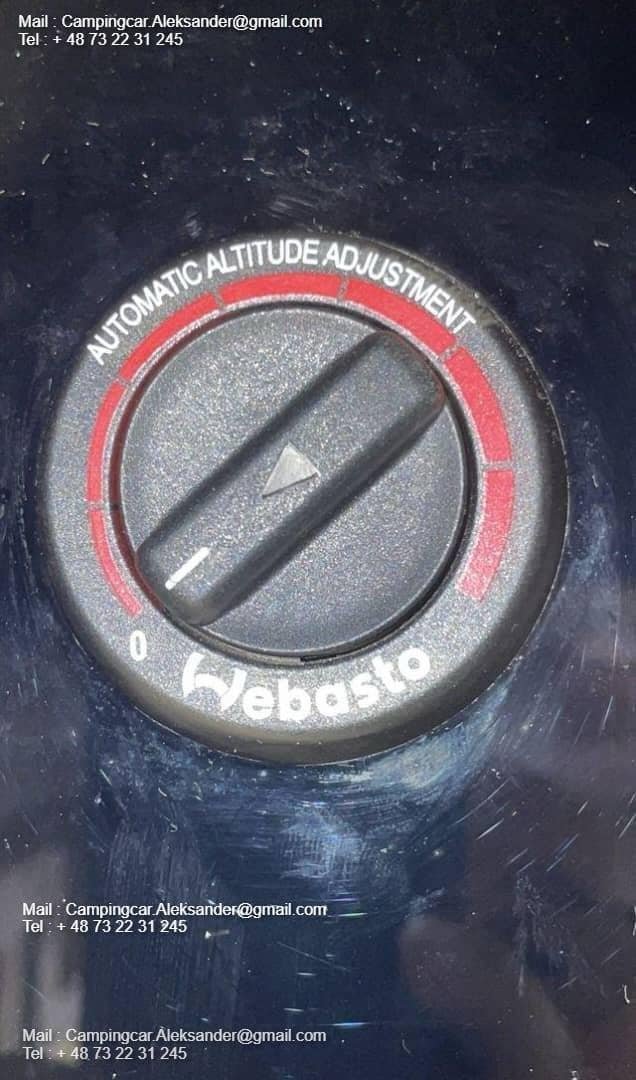 Mail : Campingcar.Aleksander@gmail.com
Tel : + 48 73 22 31 245
AUTOMATIC ALTITUDE ADJUSTMENT
0
Webasto
Mail : Campingcar.Aleksander@gmail.com
Tel : + 48 73 22 31 245
Mail : Campingcar.Aleksander@gmail.com
Tel : + 48 73 22 31 245